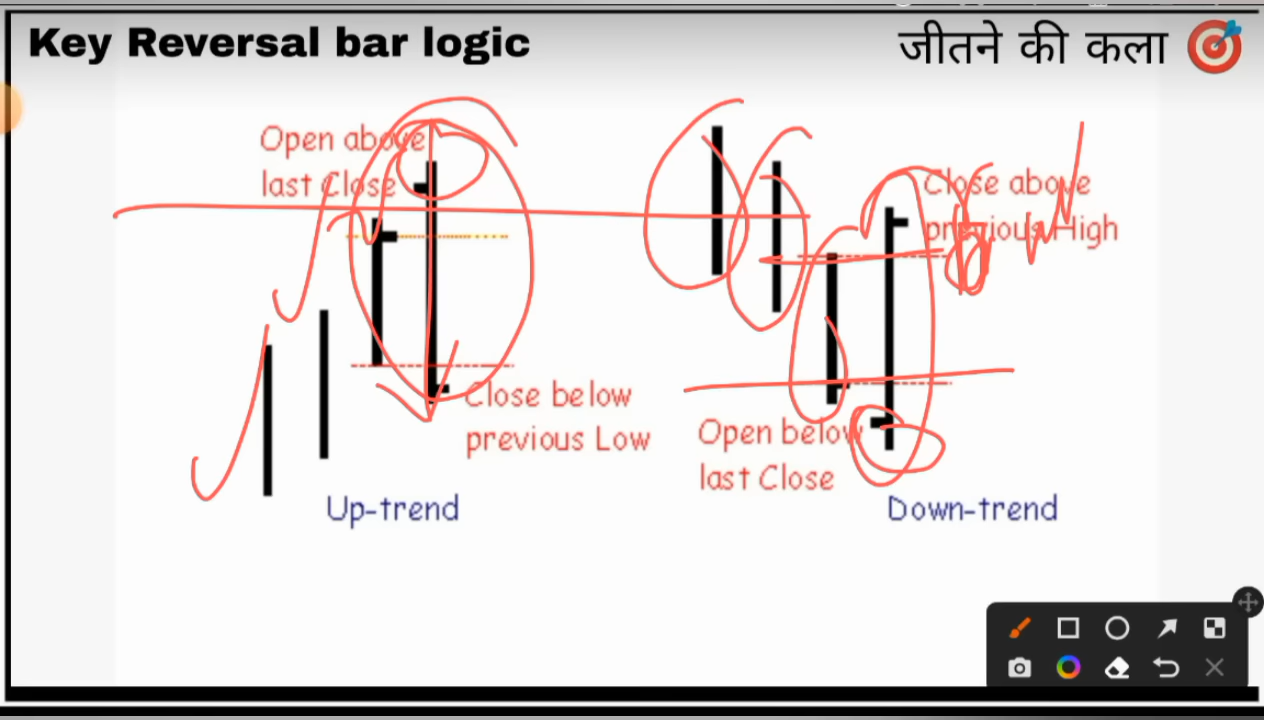 Key Reversal bar logic
जीतने की कला
Open above
last Close
Close below
previous Low
Up-trend
Close above
previous High
Open below
last Close
Down-trend